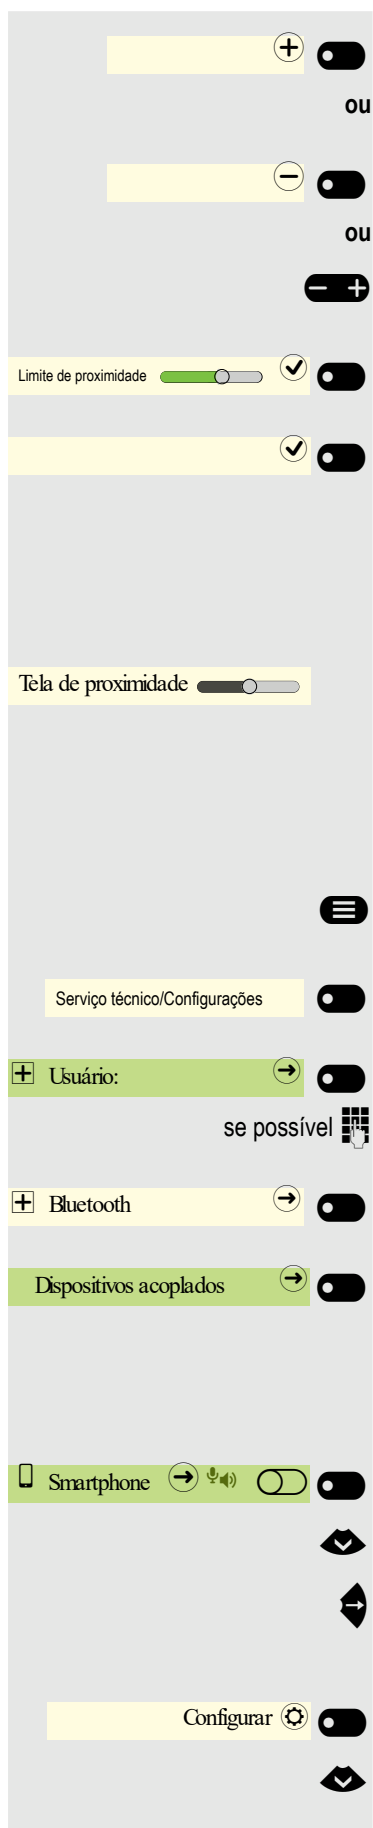 ou
ou
Limite de proximidade
Tela de proximidade
Serviço técnico/Configurações
Usuário:
se possível
Bluetooth
Dispositivos acoplados
Smartphone
Configurar